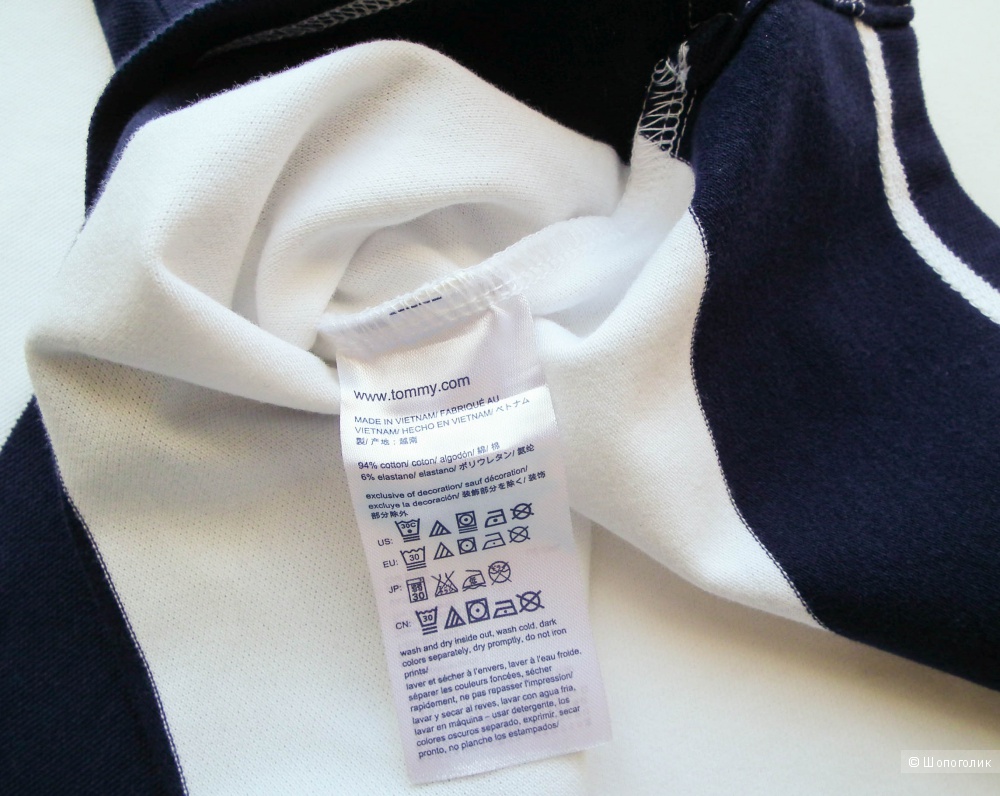 www.tommy.com
MADE IN VIETNAM/ FABRIQUÉ AU
VIETNAM/ HECHO EN VIETNAM/ ベトナム
製/ 产地：越南
94% cotton/ coton/ algodón/ 綿/ 棉
6% elastane/ elastano/ ポリウレタン/ 氨纶
exclusive of decoration/ sauf décoration/
excluye la decoración/ 装飾部分を除く/ 装饰
部分除外
US: 30C
EU: 30
JP: 30
CN: 30
wash and dry inside out, wash cold, dark
colors separately, dry promptly, do not iron
prints/
laver et sécher à l'envers, laver à l'eau froide,
séparer les couleurs foncées, sécher
rapidement, ne pas repasser l'impression/
lavar y secar al reves, lavar con agua fria,
lavar en máquina – usar detergente, los
colores oscuros separado, exprimir, secar
pronto, no planche los estampados/
© Шопоголик